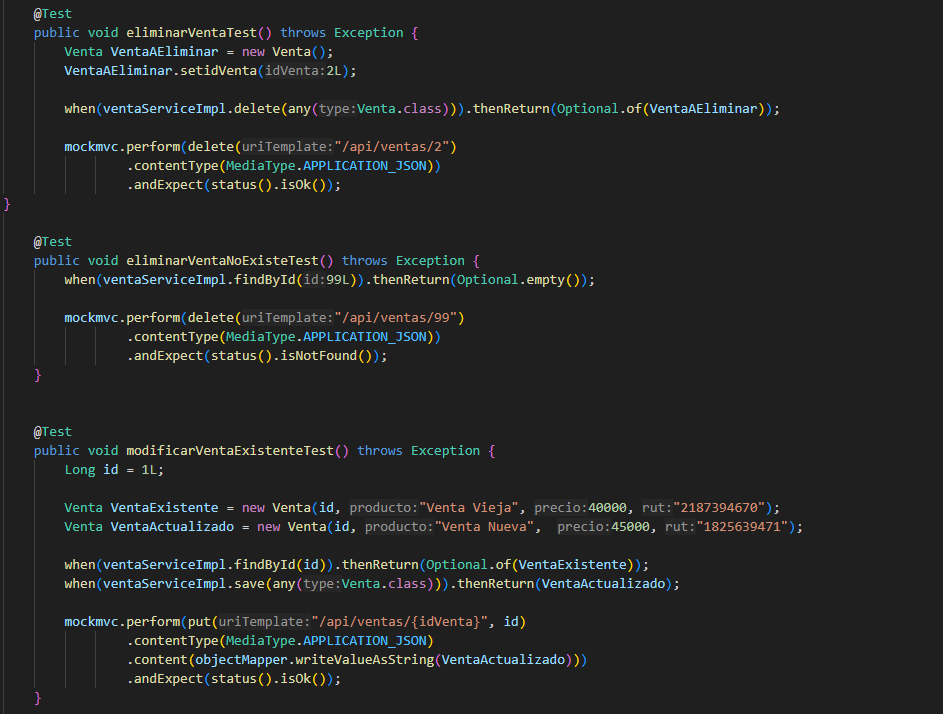 @Test
public void eliminarVentaTest() throws Exception {
Venta VentaAEliminar = new Venta();
VentaAEliminar.setidVenta(idVenta:2L);
when(ventaServiceImpl.delete(any(type:Venta.class))).thenReturn(Optional.of(VentaAEliminar));
mockmvc.perform(delete(uriTemplate:"/api/ventas/2")
.contentType(MediaType.APPLICATION_JSON))
.andExpect(status().isOk());
}
@Test
public void eliminarVentaNoExisteTest() throws Exception {
when(ventaServiceImpl.findById(id:99L)).thenReturn(Optional.empty());
mockmvc.perform(delete(uriTemplate:"/api/ventas/99")
.contentType(MediaType.APPLICATION_JSON))
.andExpect(status().isNotFound());
}
@Test
public void modificarVentaExistenteTest() throws Exception {
Long id = 1L;
Venta VentaExistente = new Venta(id, producto:"Venta Vieja", precio:40000, rut:"2187394670");
Venta VentaActualizado = new Venta(id, producto:"Venta Nueva",  precio:45000, rut:"1825639471");
when(ventaServiceImpl.findById(id)).thenReturn(Optional.of(VentaExistente));
when(ventaServiceImpl.save(any(type:Venta.class))).thenReturn(VentaActualizado);
mockmvc.perform(put(uriTemplate:"/api/ventas/{idVenta}", id)
.contentType(MediaType.APPLICATION_JSON)
.content(objectMapper.writeValueAsString(VentaActualizado)))
.andExpect(status().isOk());
}